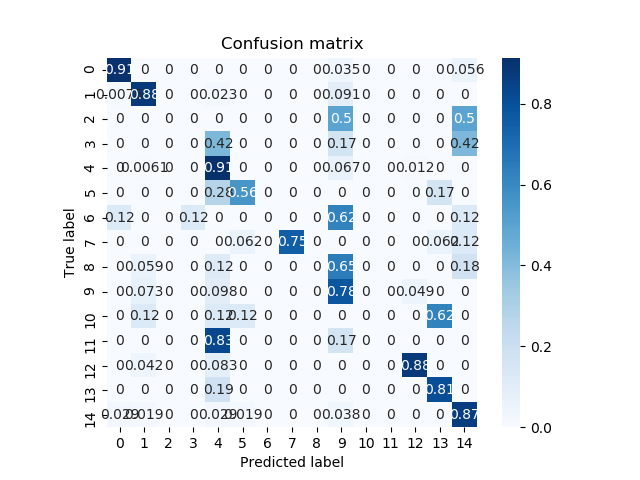 Confusion matrix
0 0.91 0 0 0 0 0 0 0 0 0.035 0 0 0 0 0.056
1 0.88 0 0 0.023 0 0 0 0 0.091 0 0 0 0 0
2 0 0 0 0 0 0 0 0 0 0.5 0 0 0 0 0.5
3 0 0 0 0 0.42 0 0 0 0 0.17 0 0 0 0 0.42
4 0 0.0061 0 0 0.91 0 0 0 0 0.067 0 0 0.012 0 0
5 0 0 0 0 0.28 0.56 0 0 0 0 0 0 0 0.17 0
6 0.12 0 0 0.12 0 0 0 0 0 0.62 0 0 0 0 0.12
7 0 0 0 0 0 0.062 0 0.75 0 0 0 0 0 0.062 0.12
8 0 0.059 0 0 0.12 0 0 0 0 0.65 0 0 0 0 0.18
9 0 0.073 0 0 0.098 0 0 0 0 0.78 0 0 0.049 0 0
10 0 0.12 0 0 0.12 0.12 0 0 0 0 0 0 0 0.62 0
11 0 0 0 0 0.83 0 0 0 0 0.17 0 0 0 0 0
12 0 0.042 0 0 0.083 0 0 0 0 0 0 0 0.88 0 0
13 0 0 0 0 0.19 0 0 0 0 0 0 0 0 0.81 0
14 0.029 0.019 0 0 0.029 0.019 0 0 0 0.038 0 0 0 0 0.87
0 1 2 3 4 5 6 7 8 9 10 11 12 13 14
Predicted label
True label
0.8
0.6
0.4
0.2
0.0